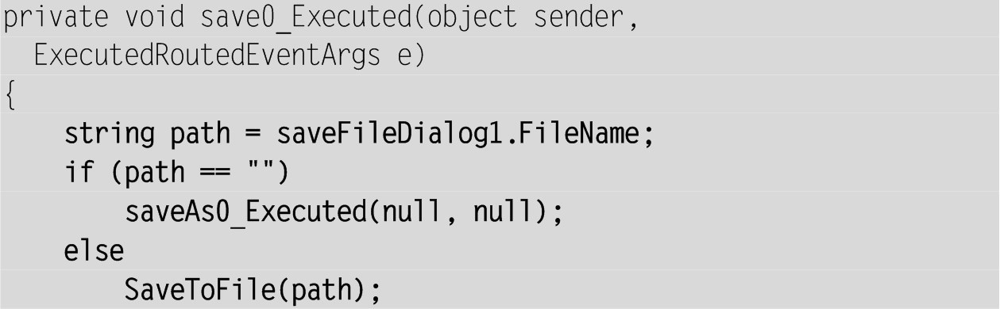 private void save0_Executed(object sender,
  ExecutedRoutedEventArgs e)
{
    string path = saveFileDialog1.FileName;
    if (path == "")
        saveAs0_Executed(null, null);
    else
        SaveToFile(path);